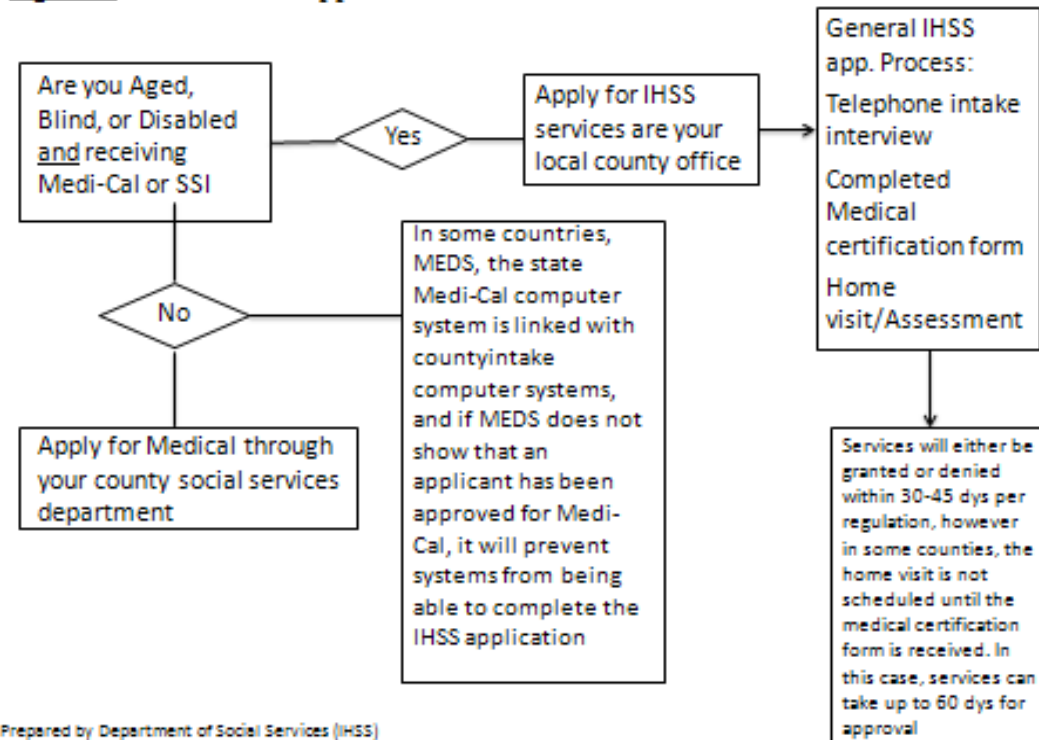 Are you Aged,
Blind, or Disabled
and receiving
Medi-Cal or SSI
Yes
Apply for IHSS
services are your
local county office
General IHSS
app. Process:
Telephone intake
interview
Completed
Medical
certification form
Home
visit/Assessment
No
In some countries,
MEDS, the state
Medi-Cal computer
system is linked with
countyintake
computer systems,
and if MEDS does not
show that an
applicant has been
approved for Medi-
Cal, it will prevent
systems from being
able to complete the
IHSS application
Apply for Medical through
your county social services
department
Services will either be
granted or denied
within 30-45 dys per
regulation, however
in some counties, the
home visit is not
scheduled until the
medical certification
form is received. In
this case, services can
take up to 60 dys for
approval
Prepared by Department of Social Services (IHSS)